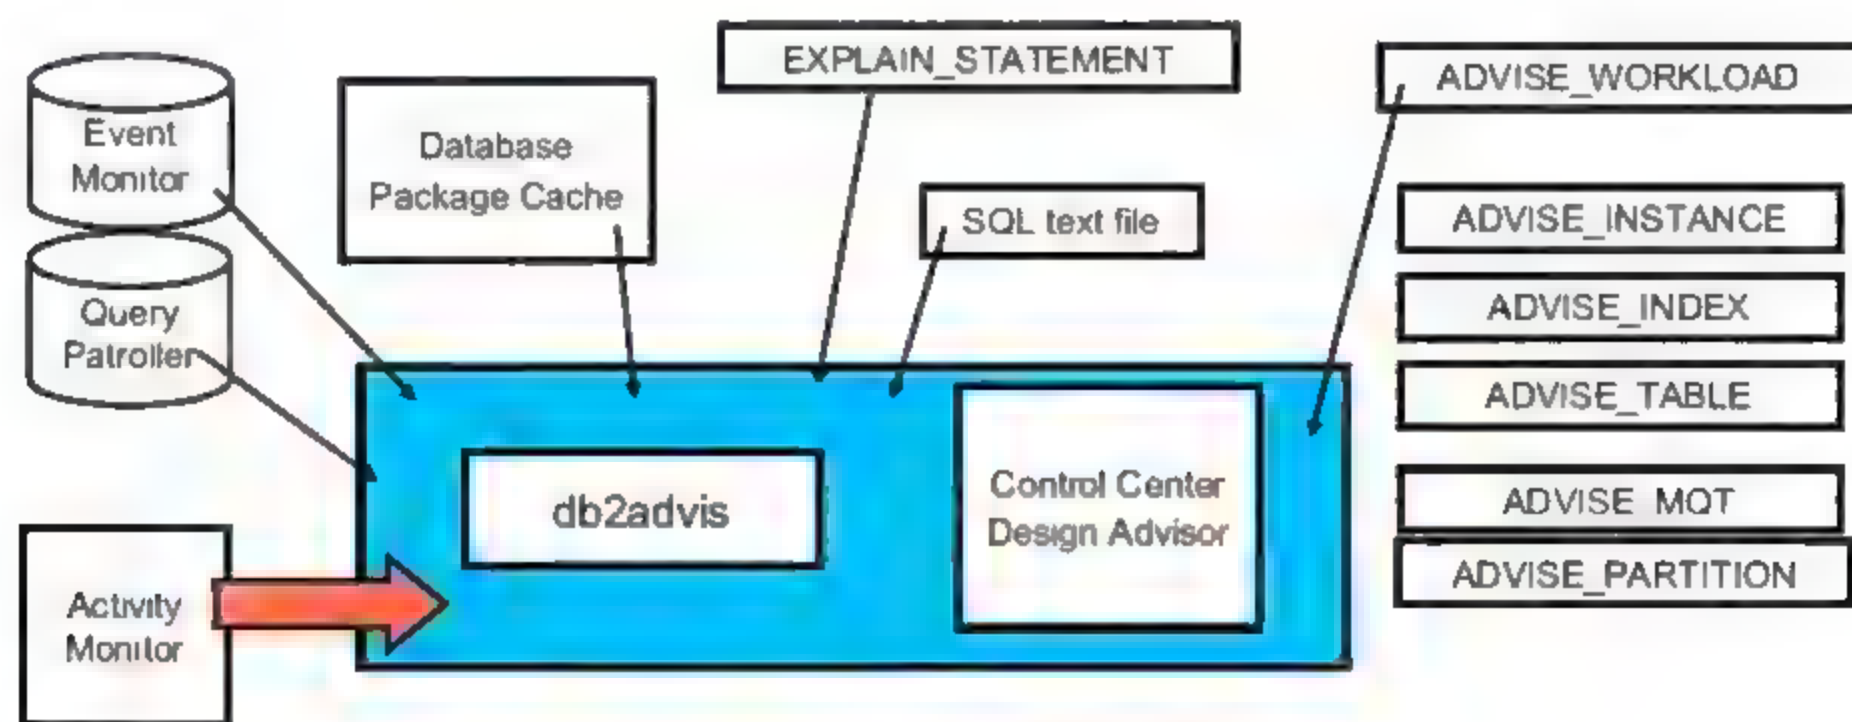 EXPLAIN_STATEMENT
ADVISE_WORKLOAD
Event
Monitor
Database
Package Cache
SQL text file
ADVISE_INSTANCE
Query
Patroller
ADVISE_INDEX
ADVISE_TABLE
db2advis
Control Center
Design Advisor
ADVISE_MQT
ADVISE_PARTITION
Activity
Monitor